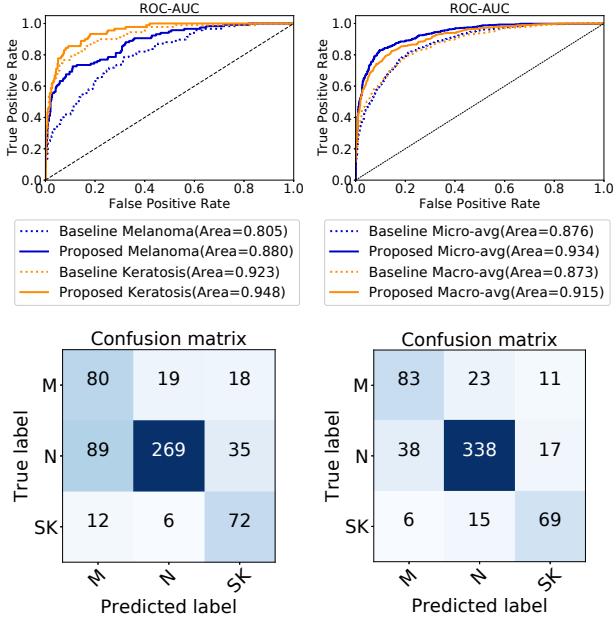 ROC-AUC
True Positive Rate
1.0
0.8
0.6
0.4
0.2
0.0
0.0 0.2 0.4 0.6 0.8 1.0
False Positive Rate
Baseline Melanoma(Area=0.805)
Proposed Melanoma(Area=0.880)
Baseline Keratosis(Area=0.923)
Proposed Keratosis(Area=0.948)
ROC-AUC
True Positive Rate
1.0
0.8
0.6
0.4
0.2
0.0
0.0 0.2 0.4 0.6 0.8 1.0
False Positive Rate
Baseline Micro-avg(Area=0.876)
Proposed Micro-avg(Area=0.934)
Baseline Macro-avg(Area=0.873)
Proposed Macro-avg(Area=0.915)
Confusion matrix
True label
M 80 19 18
N 89 269 35
SK 12 6 72
M N SK
Predicted label
Confusion matrix
True label
M 83 23 11
N 38 338 17
SK 6 15 69
M N SK
Predicted label